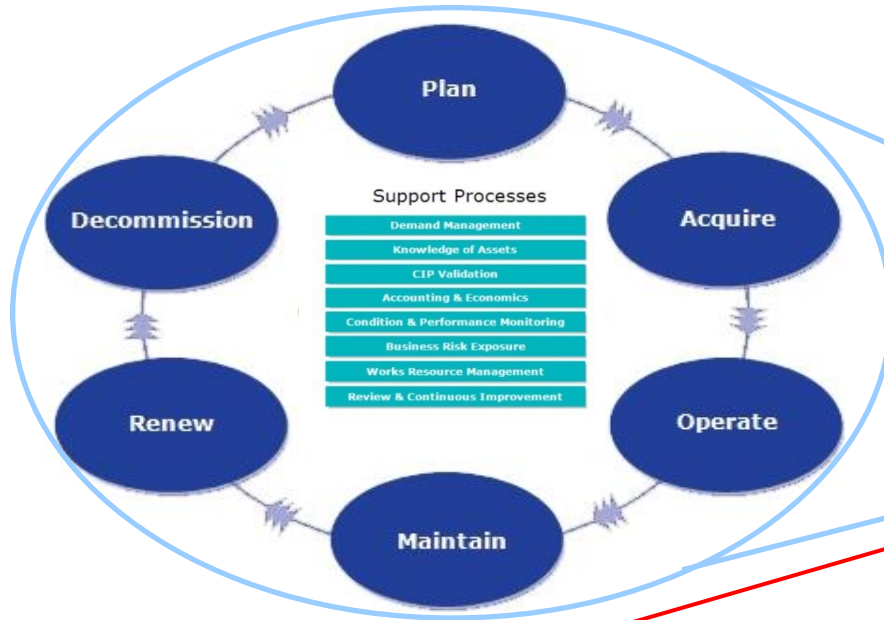 Plan
Support Processes
Decommission
Acquire
Demand Management
Knowledge of Assets
CIP Validation
Accounting & Economics
Condition & Performance Monitoring
Business Risk Exposure
Works Resource Management
Review & Continuous Improvement
Renew
Operate
Maintain